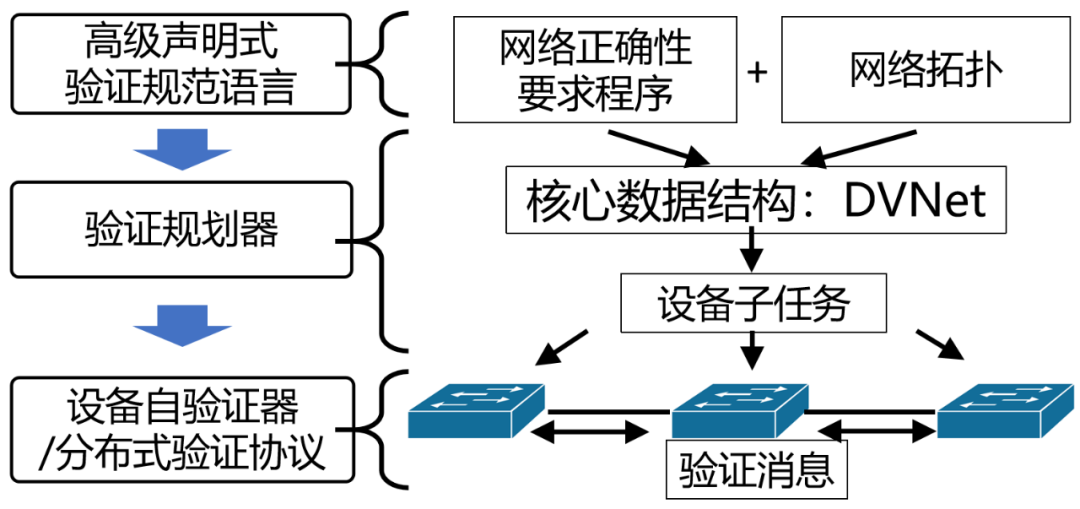 高级声明式
验证规范语言
网络正确性
要求程序
+
网络拓扑
验证规划器
核心数据结构：DVNet
设备子任务
设备自验证器
/分布式验证协议
验证消息